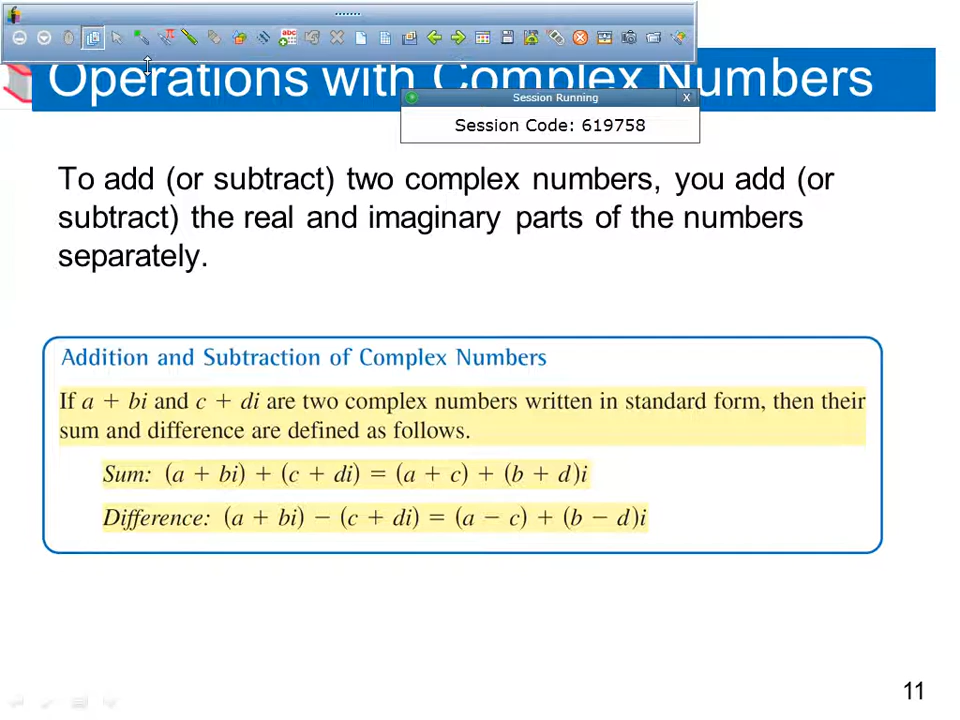 Operations with Complex Numbers
Session Running
X
Session Code: 619758
To add (or subtract) two complex numbers, you add (or
subtract) the real and imaginary parts of the numbers
separately.
Addition and Subtraction of Complex Numbers
If a + bi and c + di are two complex numbers written in standard form, then their
sum and difference are defined as follows.
Sum: (a + bi) + (c + di) = (a + c) + (b + d)i
Difference: (a + bi) − (c + di) = (a − c) + (b − d)i
11